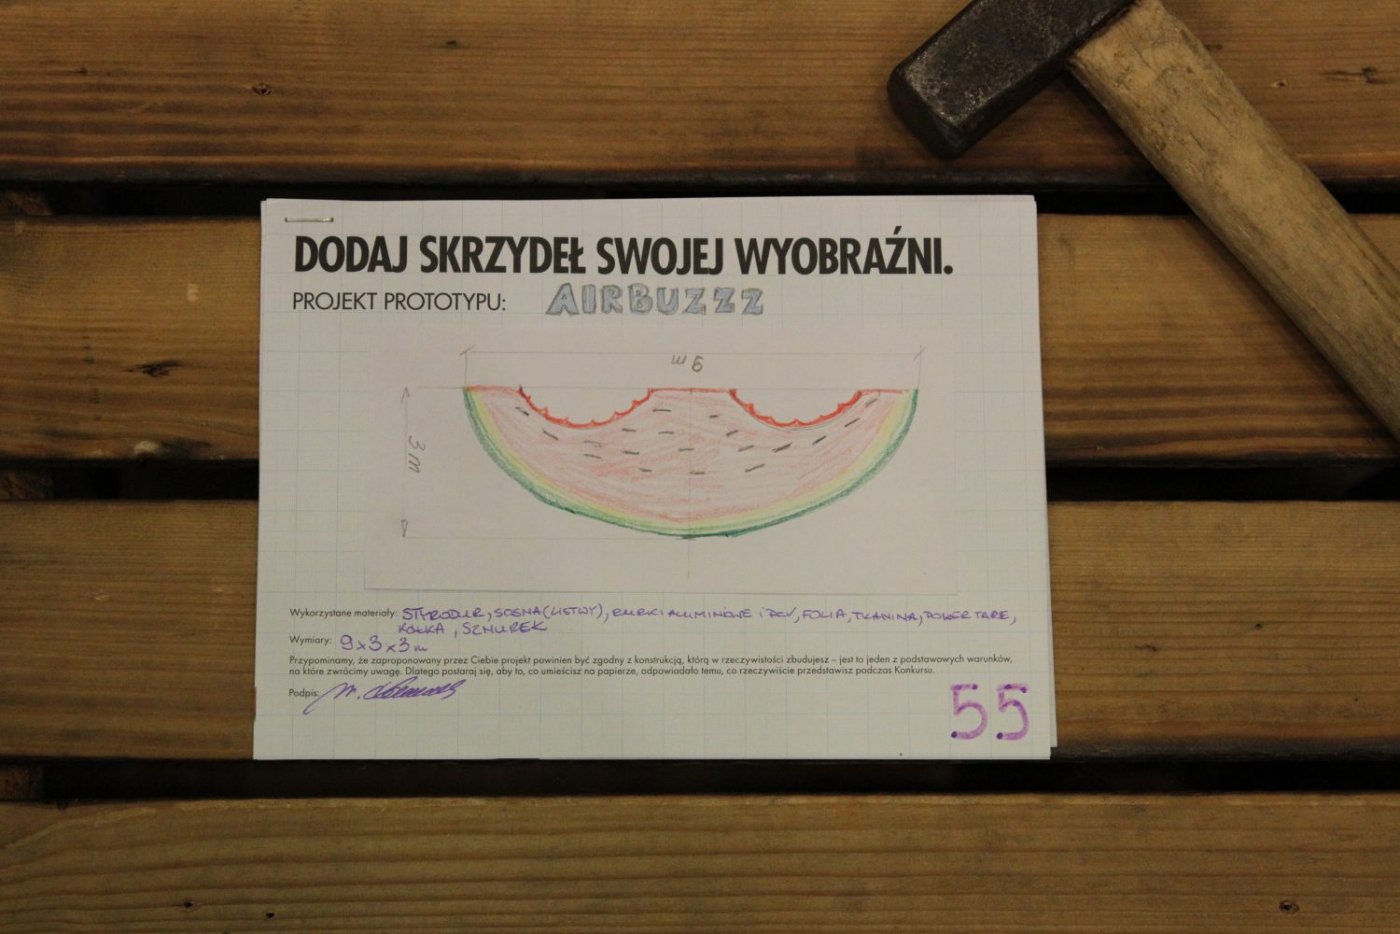 DODAJ SKRZYDEŁ SWOJEJ WYOBRAŹNI.
PROJEKT PROTOTYPU: AIRBUZZZ
9 m
3 m
Wykorzystane materiały: STYRODUR, SOSNA (LISTWY), RURKI ALUMINIOWE i PCV, FOLIA, TKANINA, POWER TAPE,
KÓŁKA, SZNUREK
Wymiary: 9x3x3m
Przypominamy, że zaproponowany przez Ciebie projekt powinien być zgodny z konstrukcją, którą w rzeczywistości zbudujesz – jest to jeden z podstawowych warunków,
na które zwrócimy uwagę. Dlatego postaraj się, aby to, co umieścisz na papierze, odpowiadało temu, co rzeczywiście przedstawisz podczas Konkursu.
Podpis:
55